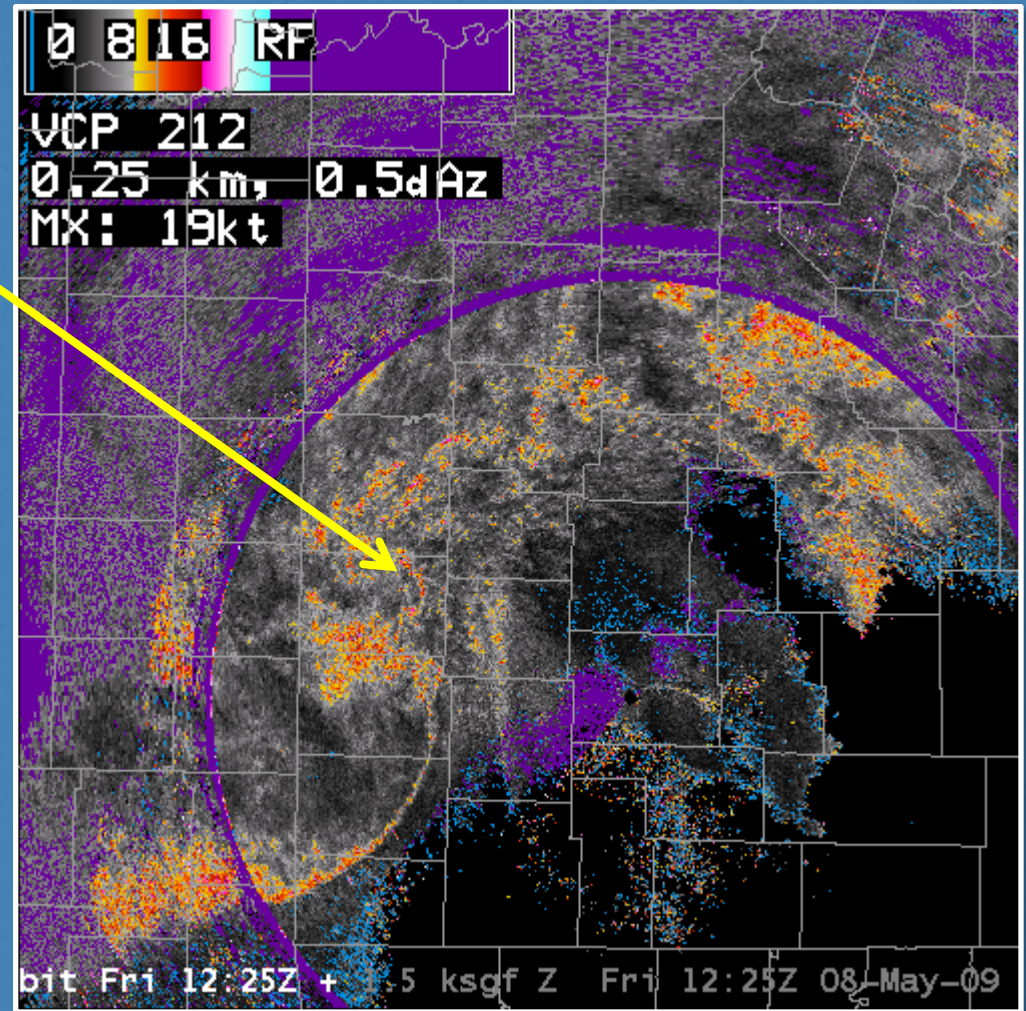 0 8 16 RF
VCP 212
0.25 km, 0.5dAz
MX: 19kt
bit Fri 12:25Z + 5 ksgf Z Fri 12:25Z 08-May-09